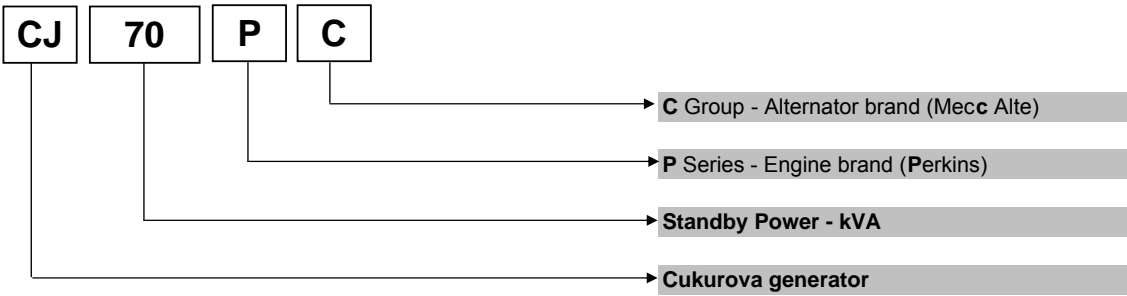 CJ 70 P C
C Group - Alternator brand (Mecc Alte)
P Series - Engine brand (Perkins)
Standby Power - kVA
Cukurova generator